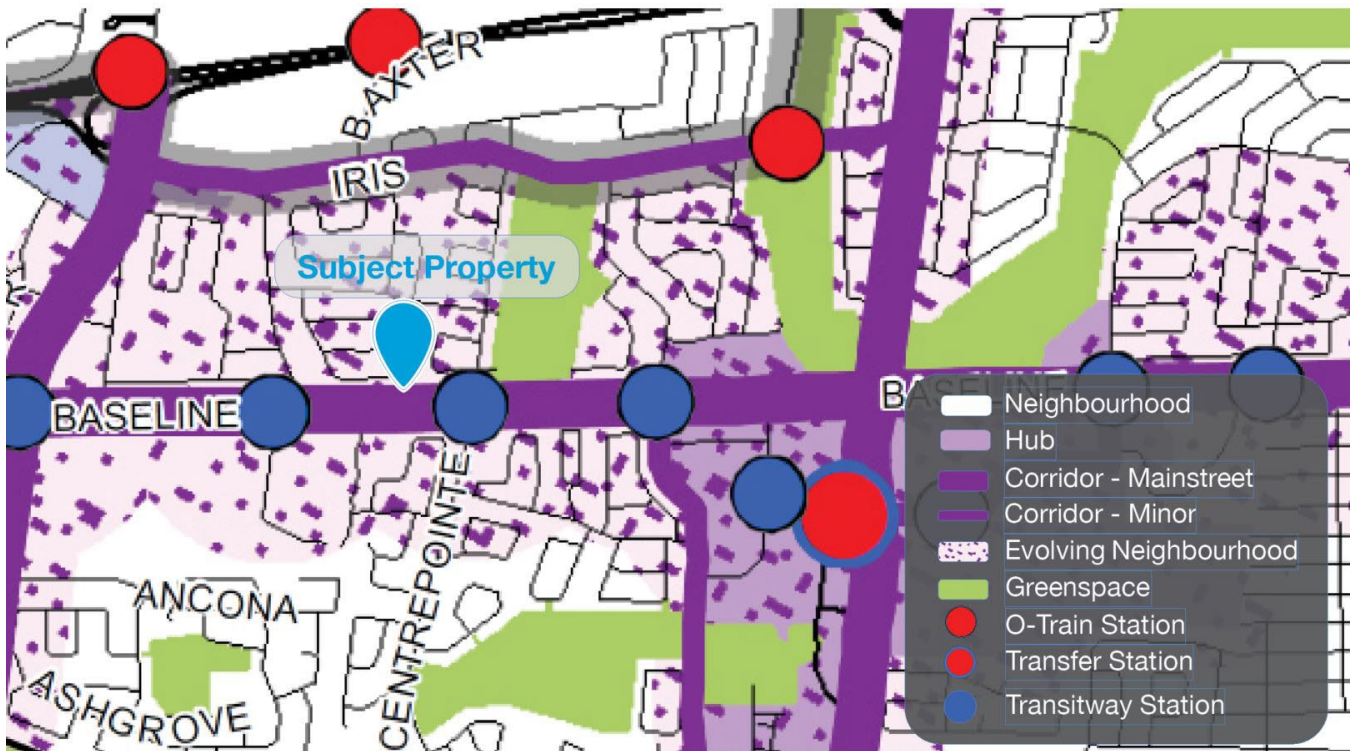 BAXTER
IRIS
Subject Property
BASELINE
BASELINE
CENTREPOINTE
ANCONA
ASHGROVE
Neighbourhood
Hub
Corridor - Mainstreet
Corridor - Minor
Evolving Neighbourhood
Greenspace
O-Train Station
Transfer Station
Transitway Station